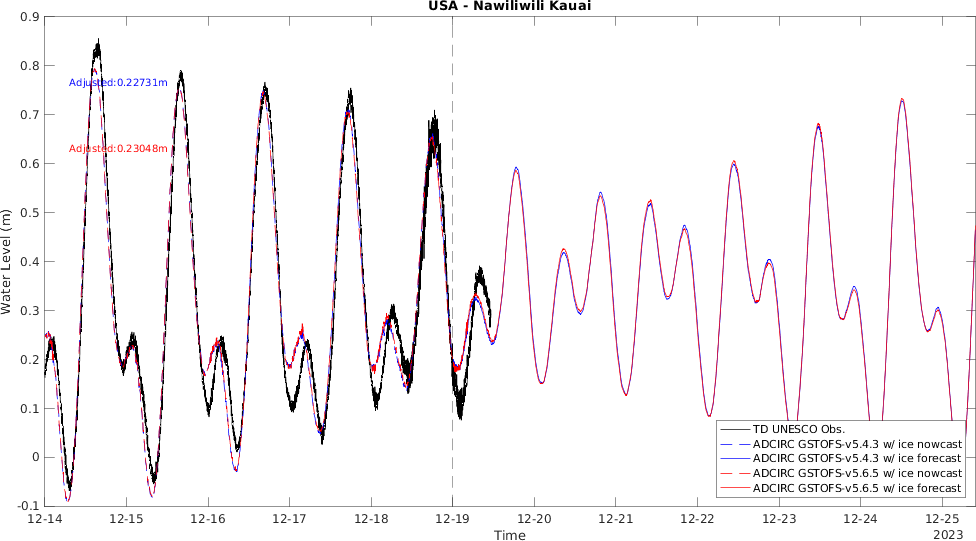 USA - Nawiliwili Kauai
0.9
0.8
0.7
0.6
0.5
0.4
0.3
0.2
0.1
0
-0.1
Water Level (m)
Adjusted:0.22731m
Adjusted:0.23048m
TD UNESCO Obs.
ADCIRC GSTOFS-v5.4.3 w/ ice nowcast
ADCIRC GSTOFS-v5.4.3 w/ ice forecast
ADCIRC GSTOFS-v5.6.5 w/ ice nowcast
ADCIRC GSTOFS-v5.6.5 w/ ice forecast
12-14 12-15 12-16 12-17 12-18 12-19 12-20 12-21 12-22 12-23 12-24 12-25
Time
2023